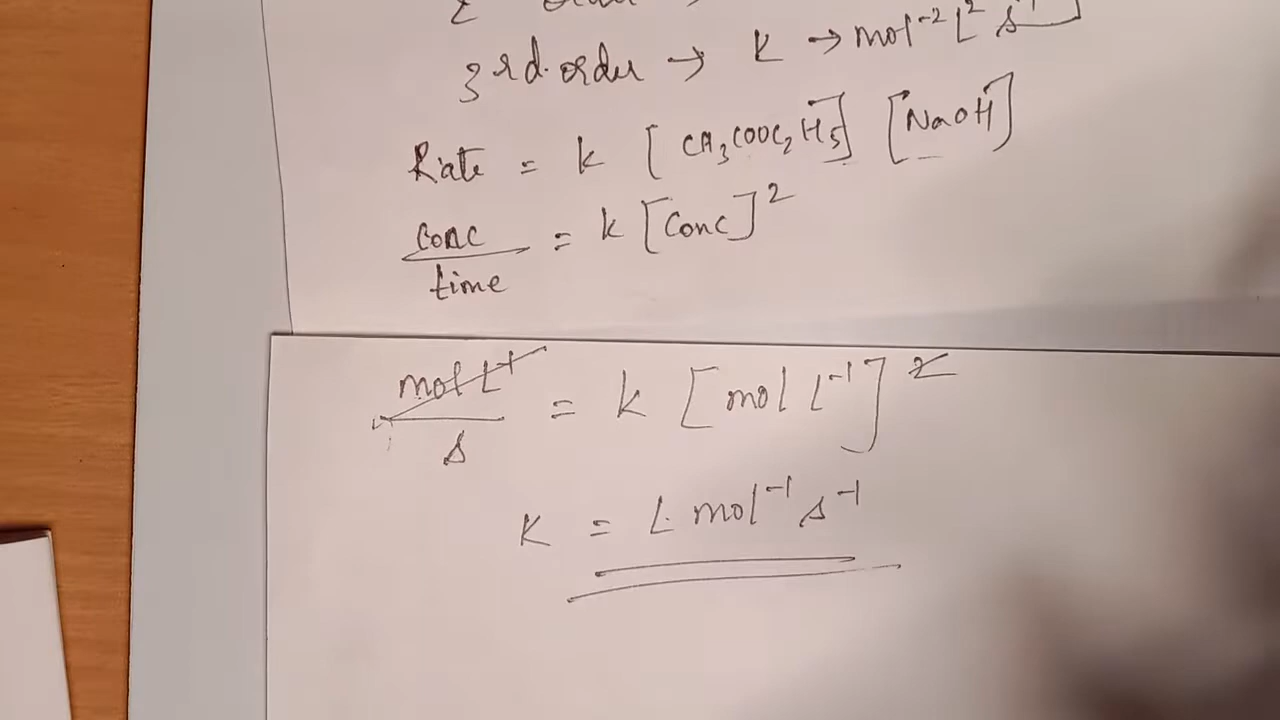 3rd order → K → mol⁻² L² s⁻¹
Rate = k [CH₃COOC₂H₅] [NaOH]
conc/time = k [Conc]²
mol L⁻¹/s = k [mol L⁻¹]²
K = L mol⁻¹ s⁻¹